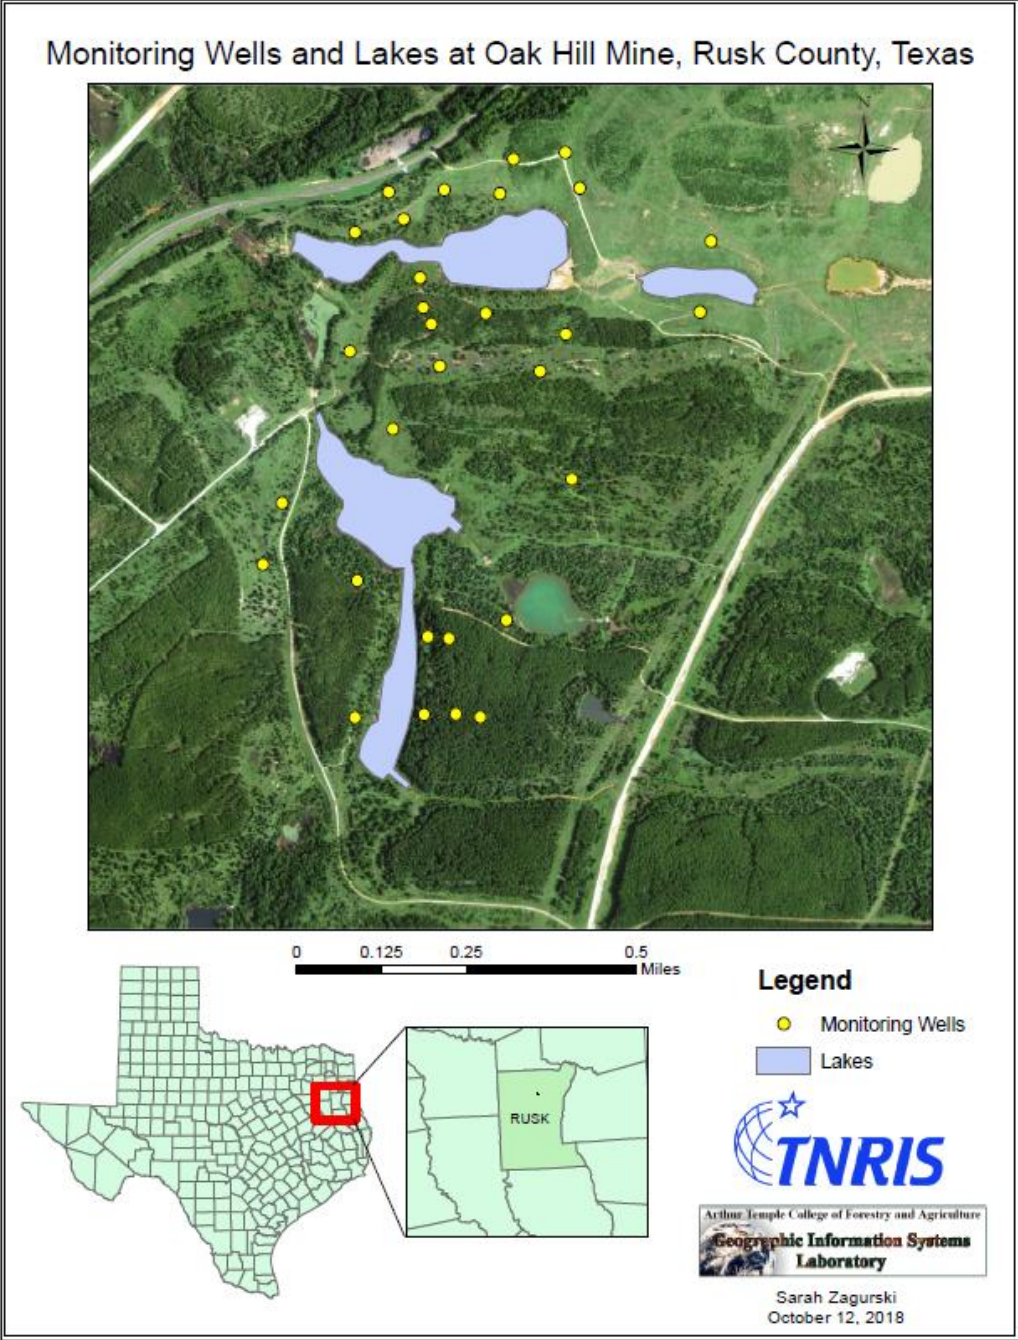 Monitoring Wells and Lakes at Oak Hill Mine, Rusk County, Texas
N
0 0.125 0.25 0.5
Miles
Legend
Monitoring Wells
Lakes
RUSK
TNRIS
Arthur Temple College of Forestry and Agriculture
Geographic Information Systems
Laboratory
Sarah Zagurski
October 12, 2018